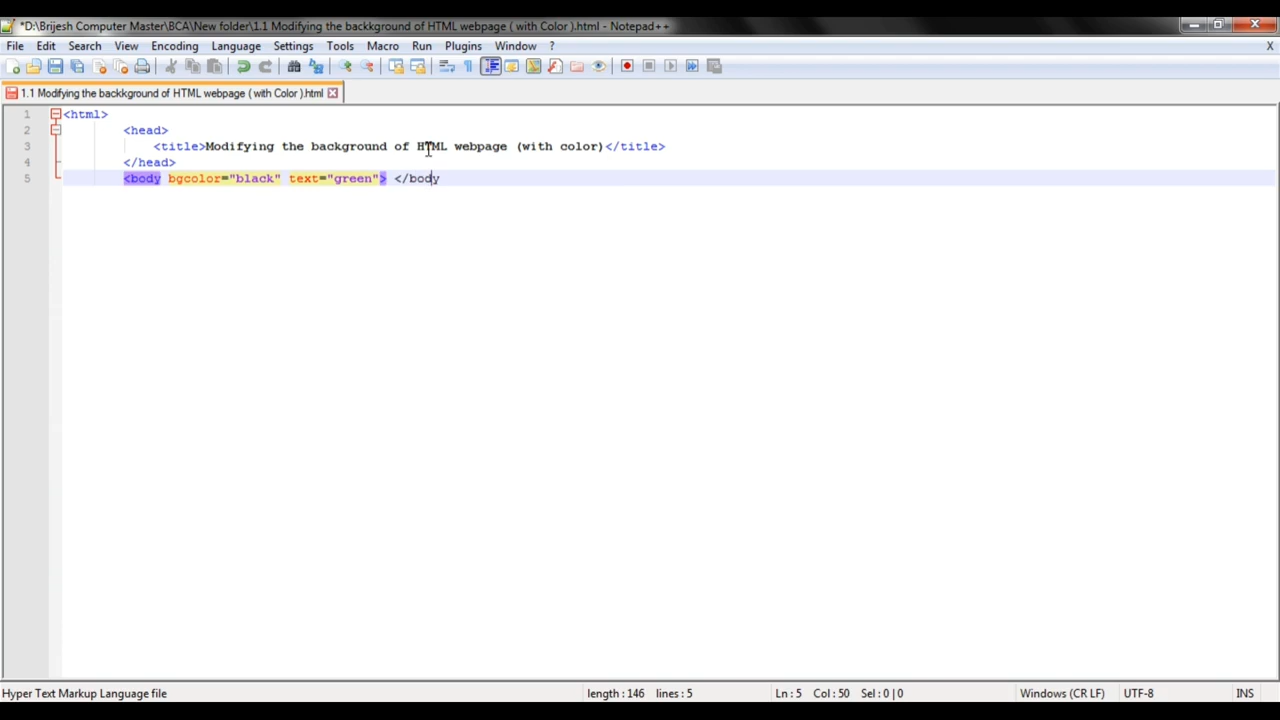 *D:\Brijesh Computer Master\BCA\New folder\1.1 Modifying the backkground of HTML webpage ( with Color ).html - Notepad++
File Edit Search View Encoding Language Settings Tools Macro Run Plugins Window ? X
1.1 Modifying the backkground of HTML webpage ( with Color ).html
1 <html>
2 <head>
3 <title>Modifying the background of HTML webpage (with color)</title>
4 </head>
5 <body bgcolor="black" text="green"> </body
Hyper Text Markup Language file length : 146 lines : 5 Ln : 5 Col : 50 Sel : 0 | 0 Windows (CR LF) UTF-8 INS